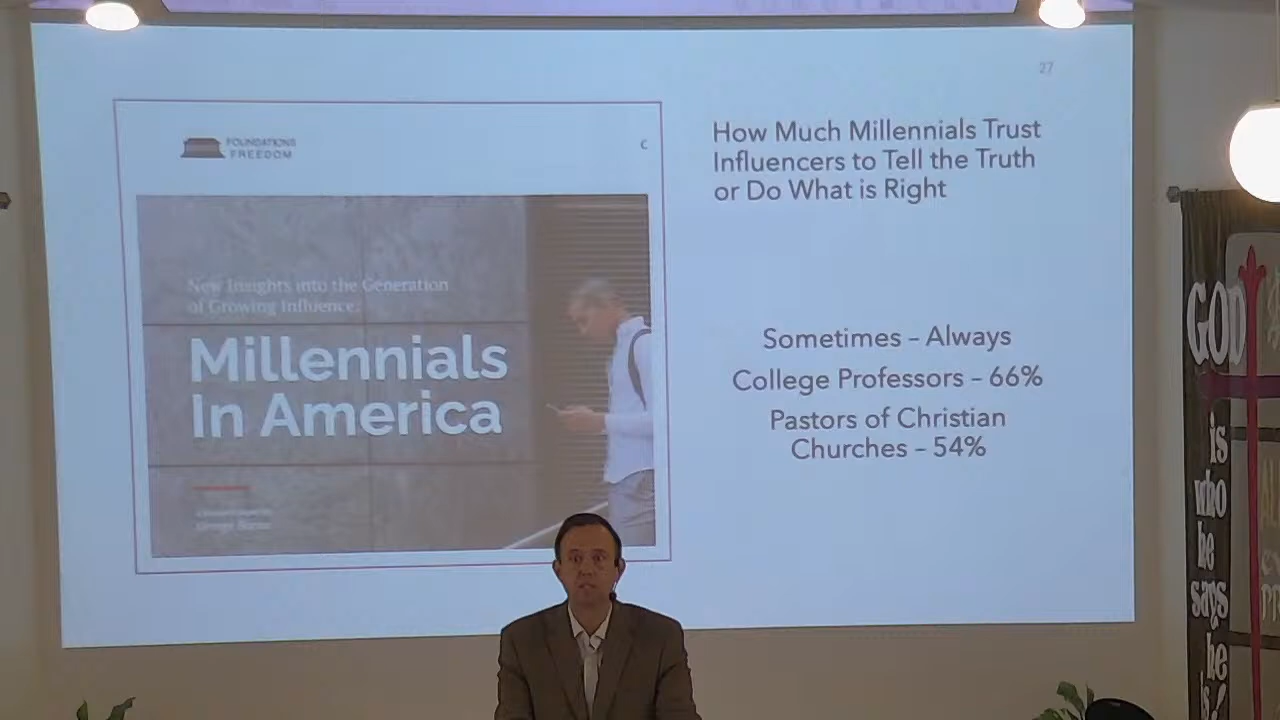 27
FOUNDATIONS
FREEDOM
C
New Insights into the Generation
of Growing Influence:
Millennials
In America
George Barna
How Much Millennials Trust
Influencers to Tell the Truth
or Do What is Right
Sometimes – Always
College Professors – 66%
Pastors of Christian
Churches – 54%
GOD
is
who
he
says
he
is!